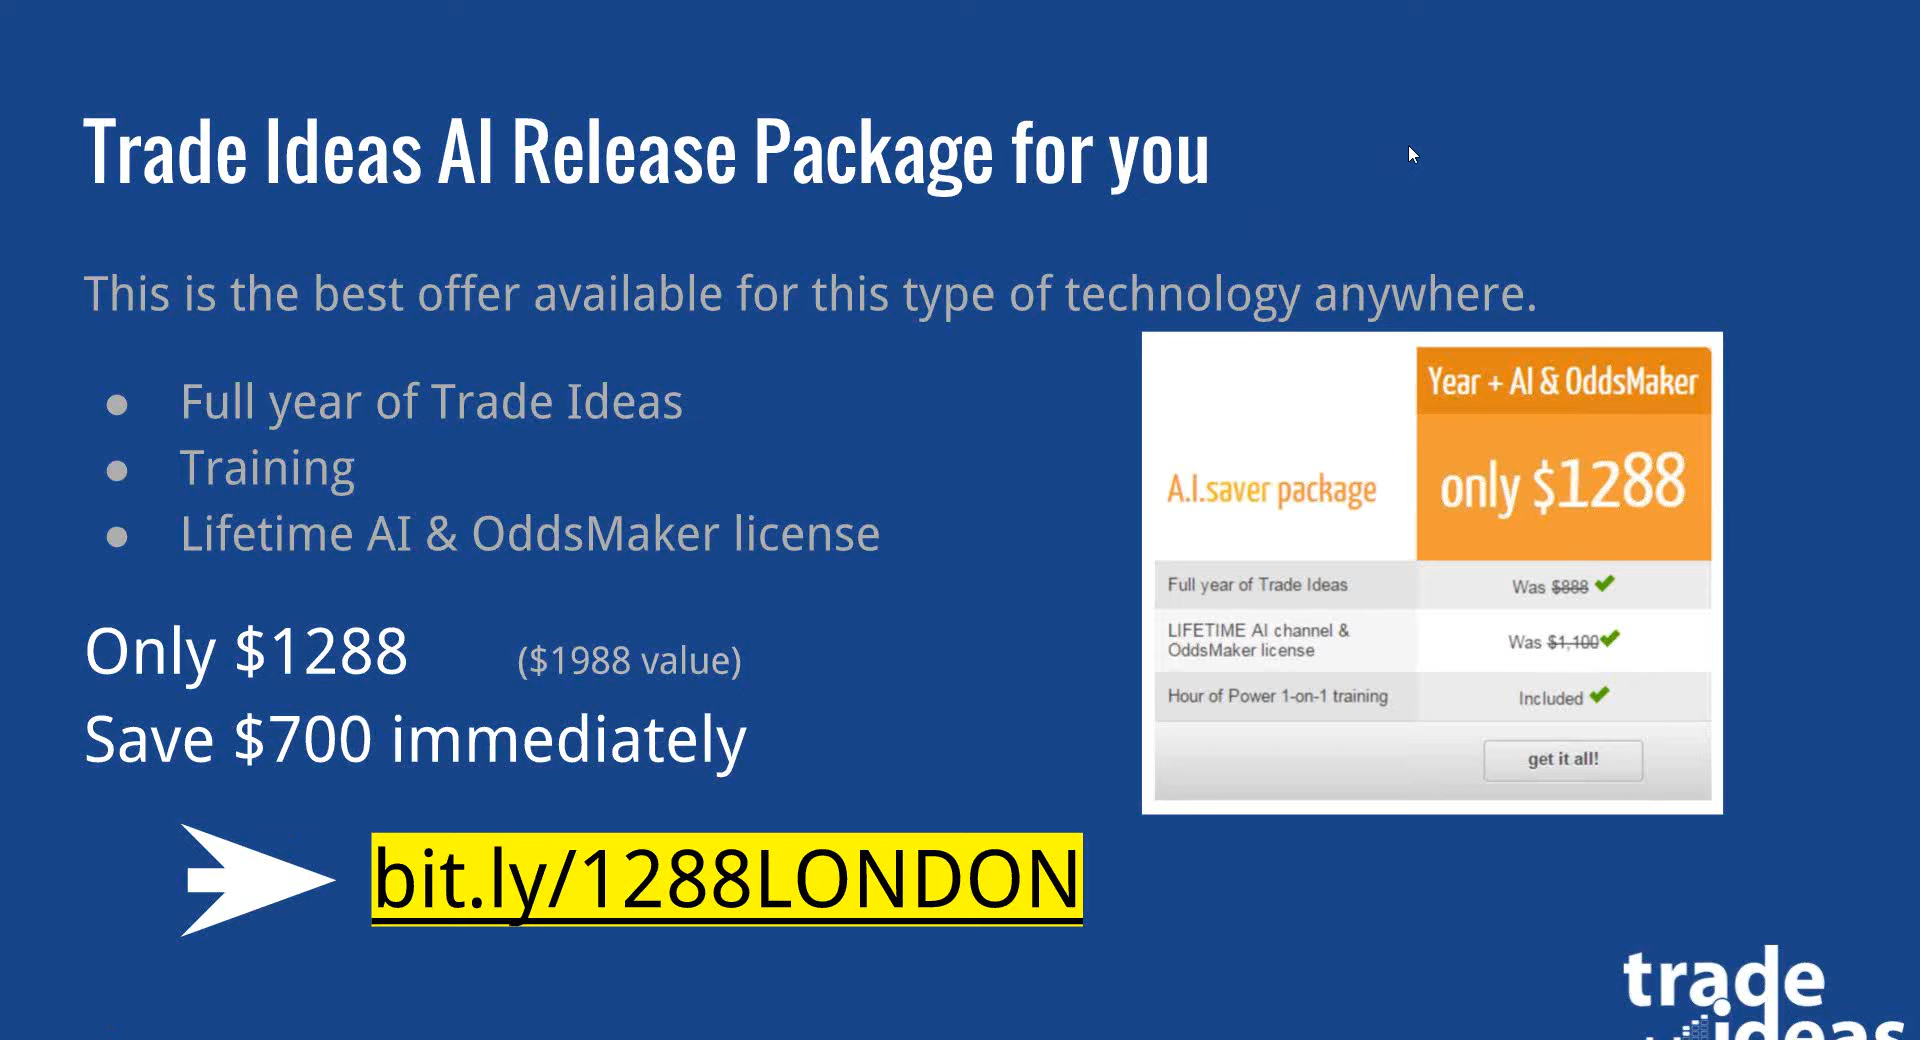 Trade Ideas AI Release Package for you
This is the best offer available for this type of technology anywhere.
● Full year of Trade Ideas
● Training
● Lifetime AI & OddsMaker license
Only $1288 ($1988 value)
Save $700 immediately
bit.ly/1288LONDON
Year + AI & OddsMaker
A.I.saver package
only $1288
Full year of Trade Ideas
Was $888
LIFETIME AI channel &
OddsMaker license
Was $1,100
Hour of Power 1-on-1 training
Included
get it all!
trade
ideas